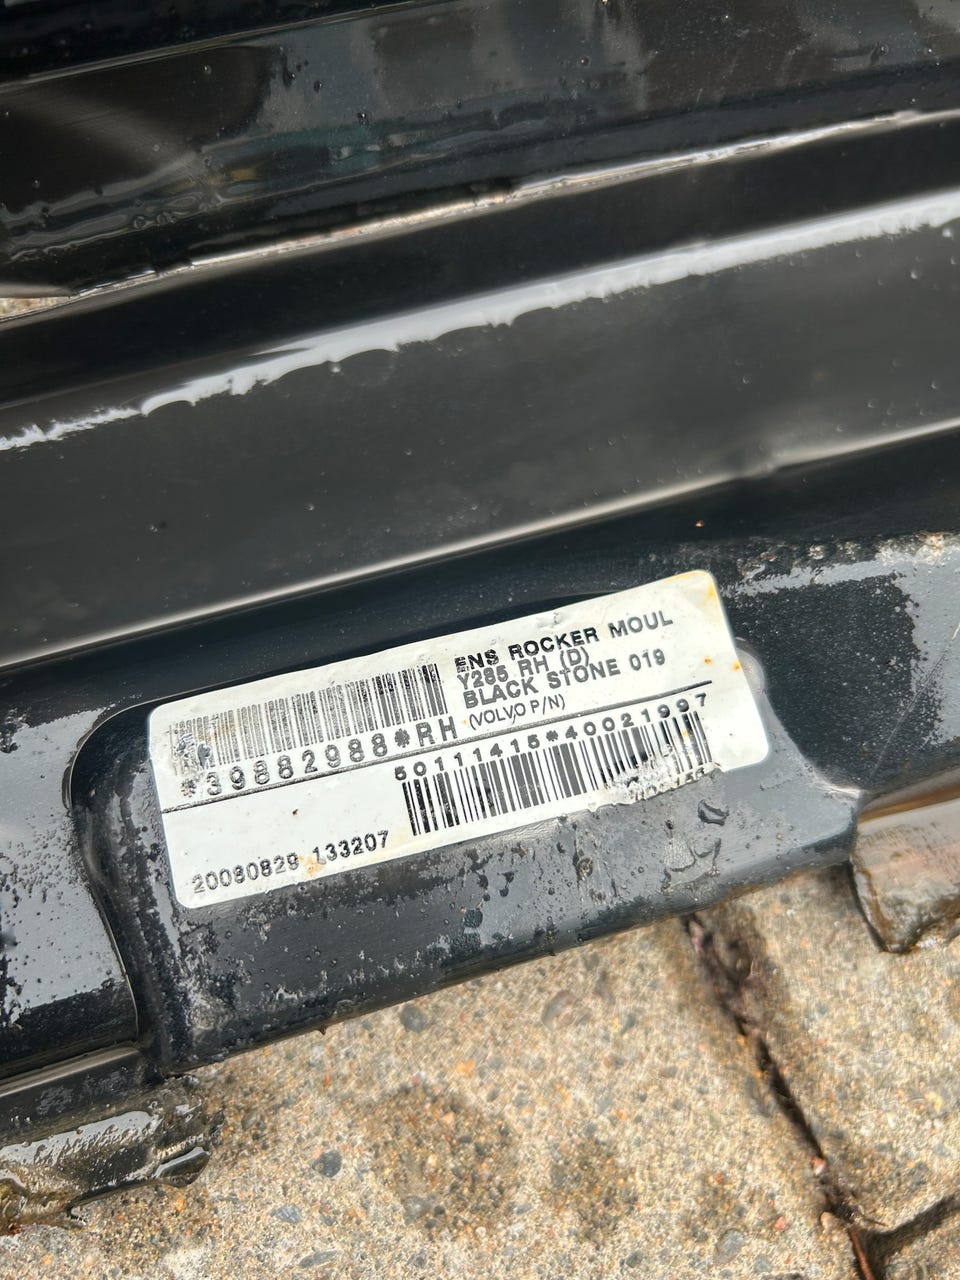 ENS ROCKER MOUL
Y285 RH (D)
BLACK STONE 019
(VOLVO P/N)
*39882988*RH
50111415*40021997
20080829 133207